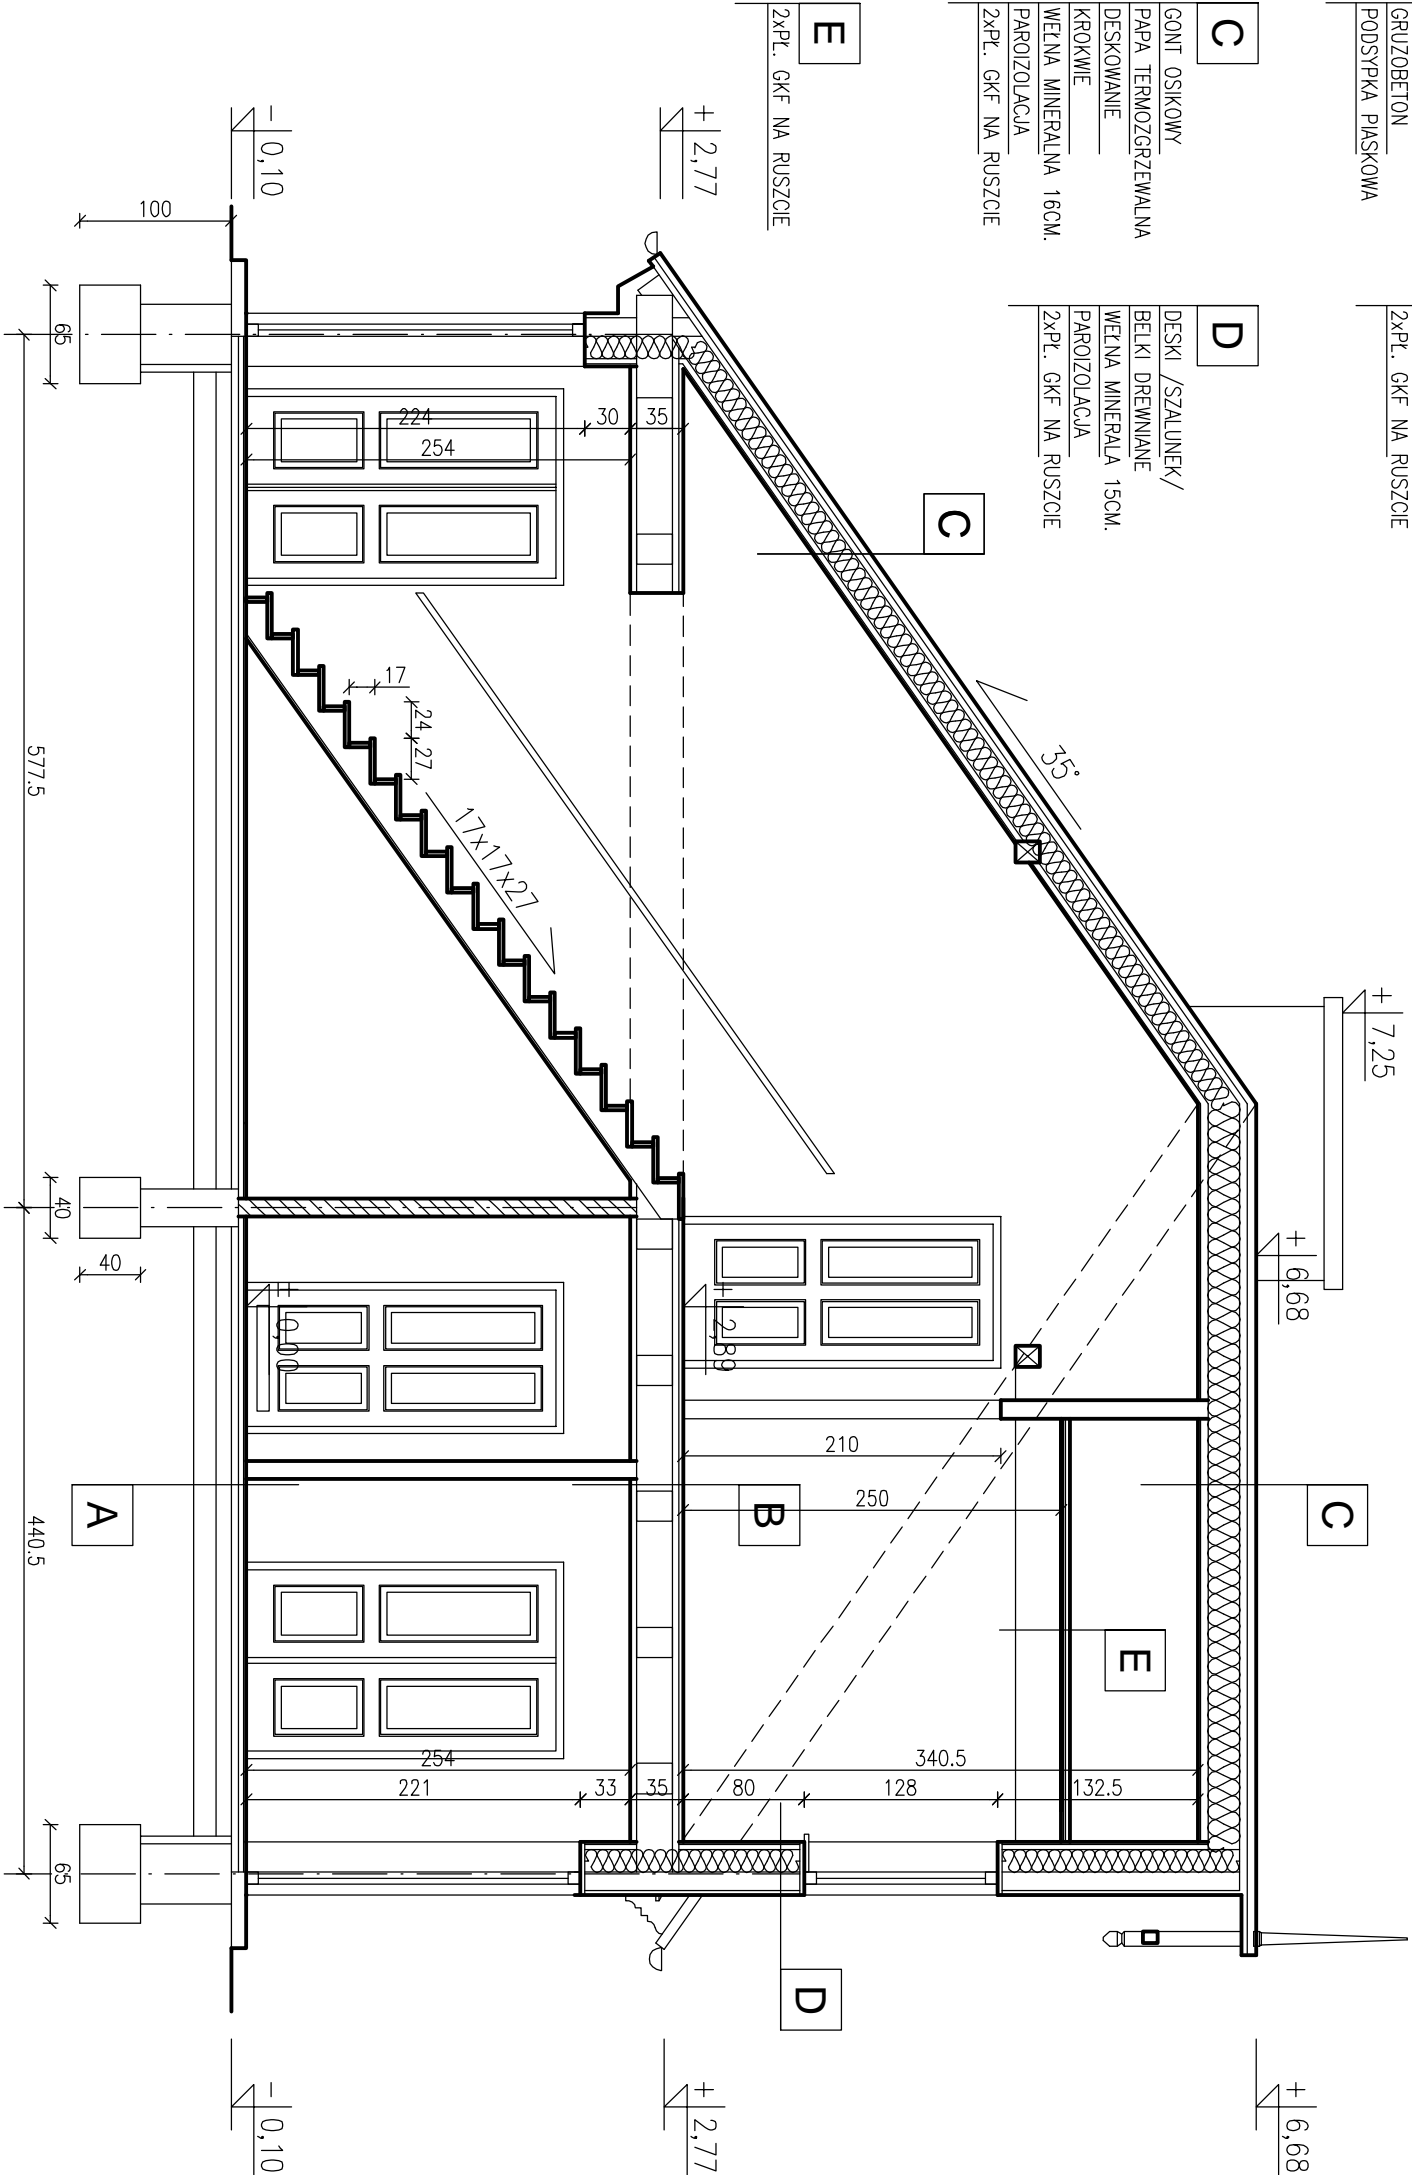 GRUZOBETON
PODSYPKA PIASKOWA
2xPŁ. GKF NA RUSZCIE
C
GONT OSIKOWY
PAPA TERMOZGRZEWALNA
DESKOWANIE
KROKWIE
WEŁNA MINERALNA 16CM.
PAROIZOLACJA
2xPŁ. GKF NA RUSZCIE
D
DESKI /SZALUNEK/
BELKI DREWNIANE
WEŁNA MINERALA 15CM.
PAROIZOLACJA
2xPŁ. GKF NA RUSZCIE
E
2xPŁ. GKF NA RUSZCIE
+ 7,25
+ 6,68
+ 6,68
35°
C
C
E
132.5
340.5
128
80
250
210
+ 2,89
+ 2,77
+ 2,77
D
B
35
30
224
254
17x17x27
24
27
17
35
33
221
254
± 0,00
- 0,10
- 0,10
100
A
40
65
40
65
577.5
440.5